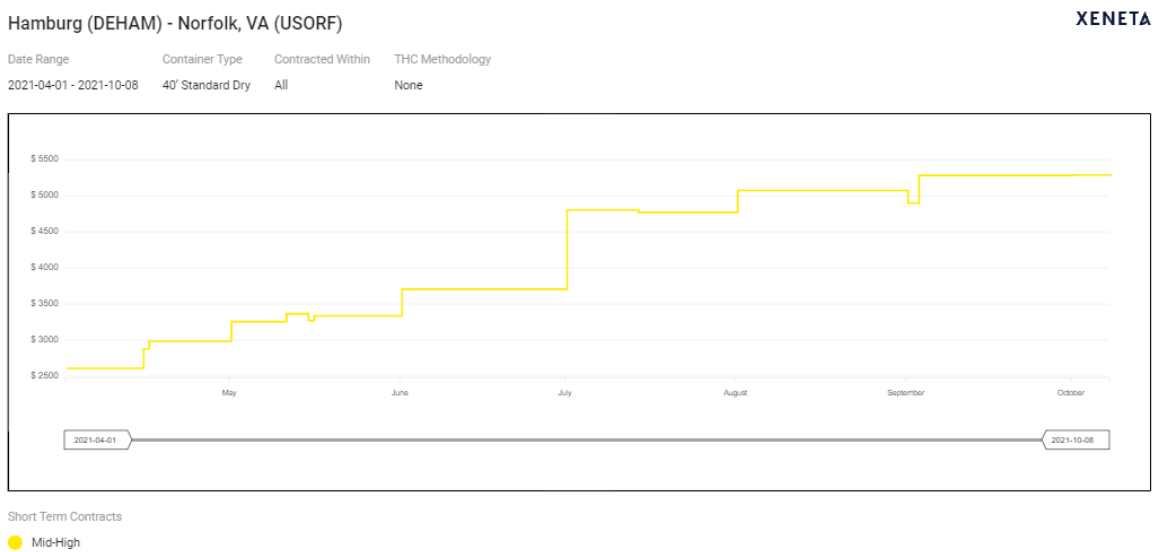 Hamburg (DEHAM) - Norfolk, VA (USORF)
XENETA
Date Range Container Type Contracted Within THC Methodology
2021-04-01 - 2021-10-08 40' Standard Dry All None
$ 5500
$ 5000
$ 4500
$ 4000
$ 3500
$ 3000
$ 2500
May June July August September October
2021-04-01 2021-10-08
Short Term Contracts
Mid-High